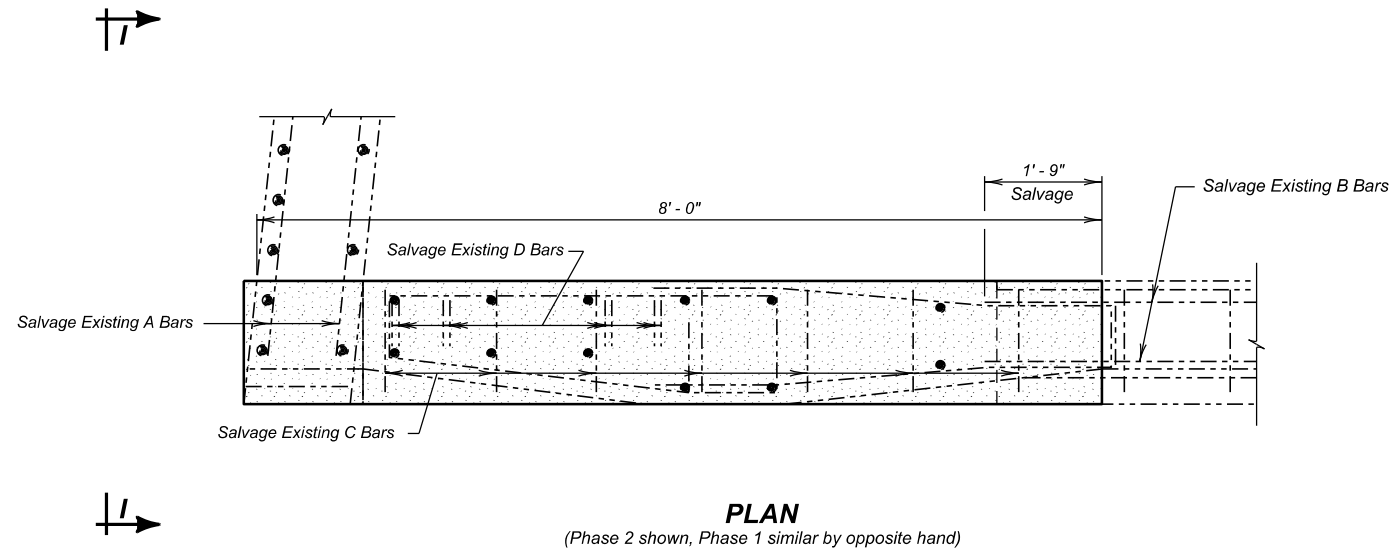 I
1' - 9"
Salvage
Salvage Existing B Bars
8' - 0"
Salvage Existing D Bars
Salvage Existing A Bars
Salvage Existing C Bars
I
PLAN
(Phase 2 shown, Phase 1 similar by opposite hand)